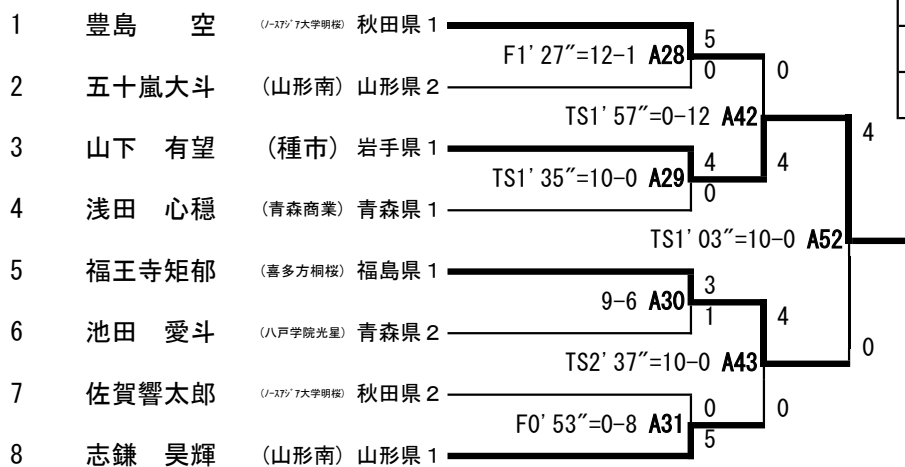 1 豊島 空 (ﾉｰｽｱｼﾞｱ大学明桜) 秋田県 1
5
F1' 27″=12-1 A28
0 0
2 五十嵐大斗 (山形南) 山形県 2
TS1' 57″=0-12 A42
4
3 山下 有望 (種市) 岩手県 1
4 4
TS1' 35″=10-0 A29
0
4 浅田 心穏 (青森商業) 青森県 1
TS1' 03″=10-0 A52
5 福王寺矩郁 (喜多方桐桜) 福島県 1
3
9-6 A30
1 4
6 池田 愛斗 (八戸学院光星) 青森県 2
0
TS2' 37″=10-0 A43
7 佐賀響太郎 (ﾉｰｽｱｼﾞｱ大学明桜) 秋田県 2
0 0
F0' 53″=0-8 A31
5
8 志鎌 昊輝 (山形南) 山形県 1